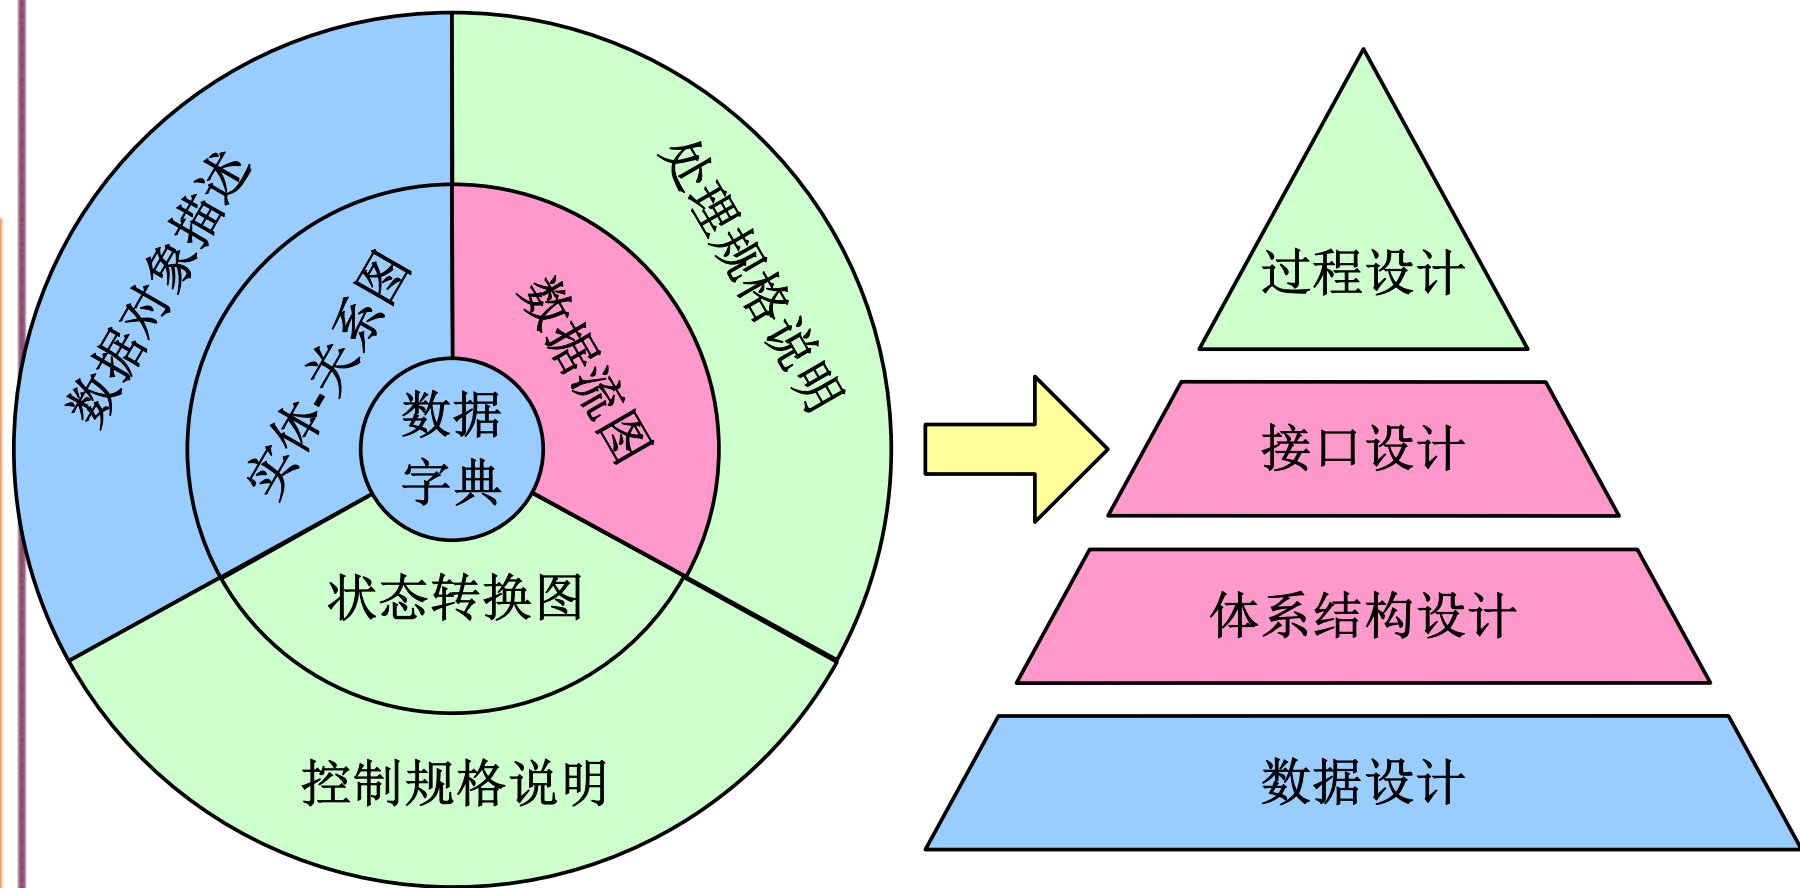 数据对象描述
实体-关系图
数据
字典
数据流图
处理规格说明
状态转换图
控制规格说明
过程设计
接口设计
体系结构设计
数据设计